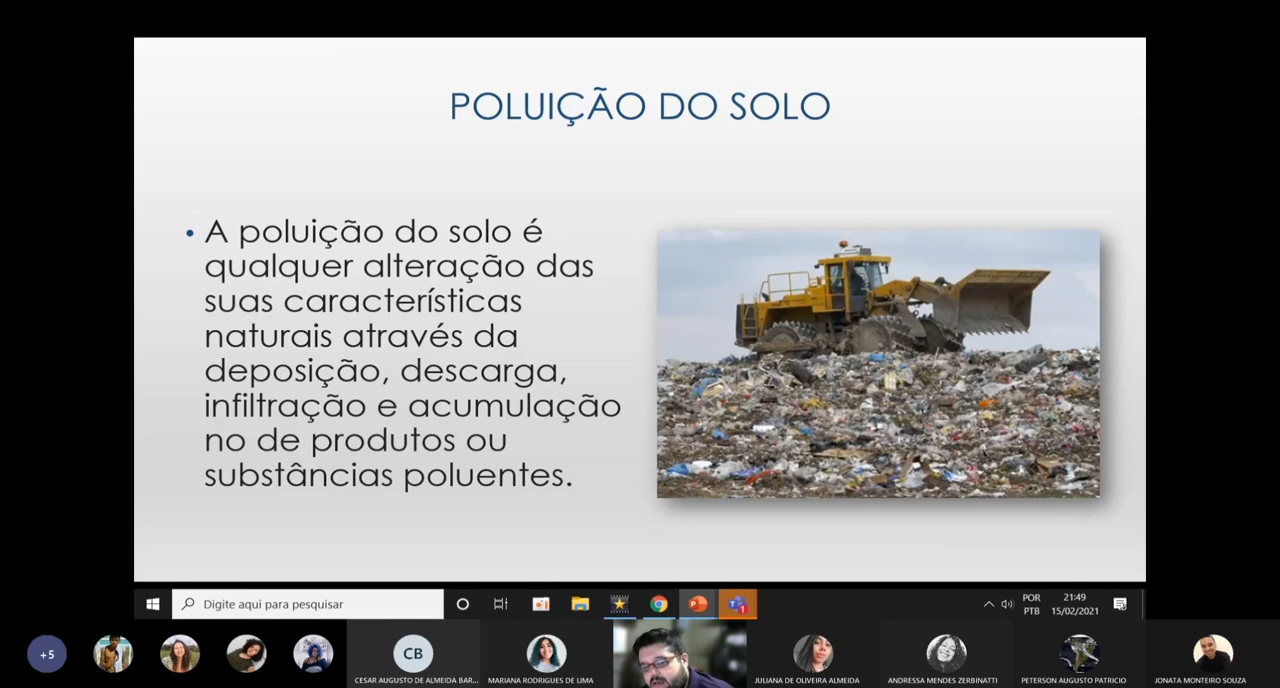 POLUIÇÃO DO SOLO
• A poluição do solo é
qualquer alteração das
suas características
naturais através da
deposição, descarga,
infiltração e acumulação
no de produtos ou
substâncias poluentes.
Digite aqui para pesquisar
POR
PTB
21:49
15/02/2021
+5
CB
CESAR AUGUSTO DE ALMEIDA BAR...
MARIANA RODRIGUES DE LIMA
JULIANA DE OLIVEIRA ALMEIDA
ANDRESSA MENDES ZERBINATTI
PETERSON AUGUSTO PATRICIO
JONATA MONTEIRO SOUZA